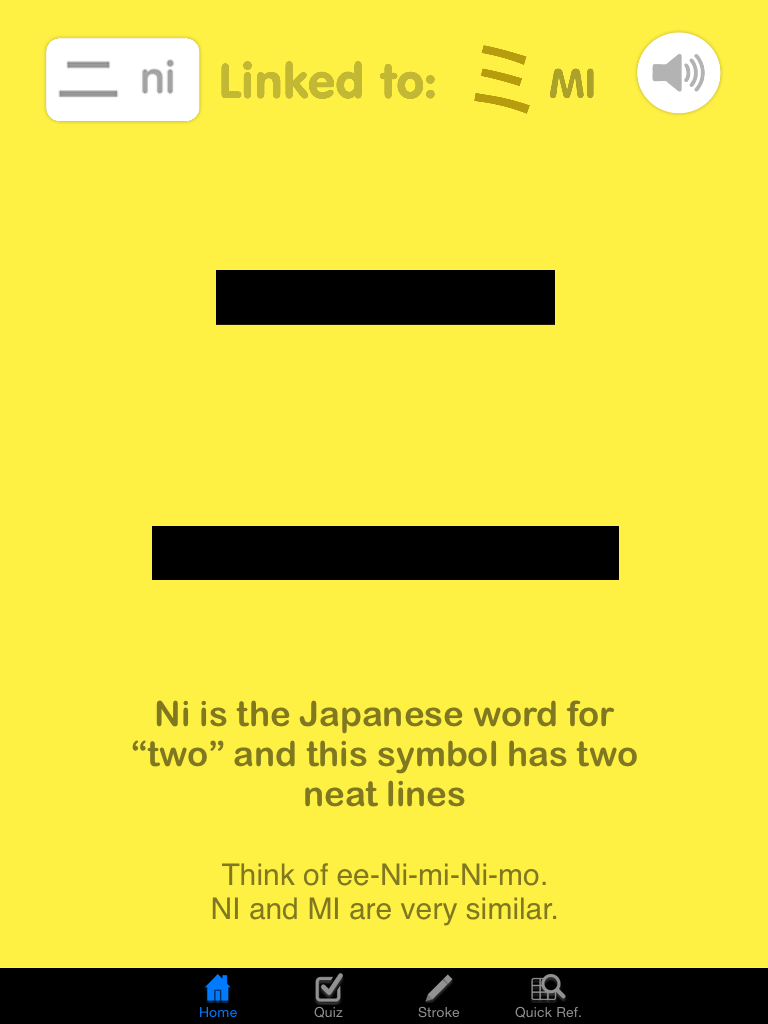 ニ ni Linked to: ミ MI
ニ
Ni is the Japanese word for
“two” and this symbol has two
neat lines
Think of ee-Ni-mi-Ni-mo.
NI and MI are very similar.
Home Quiz Stroke Quick Ref.